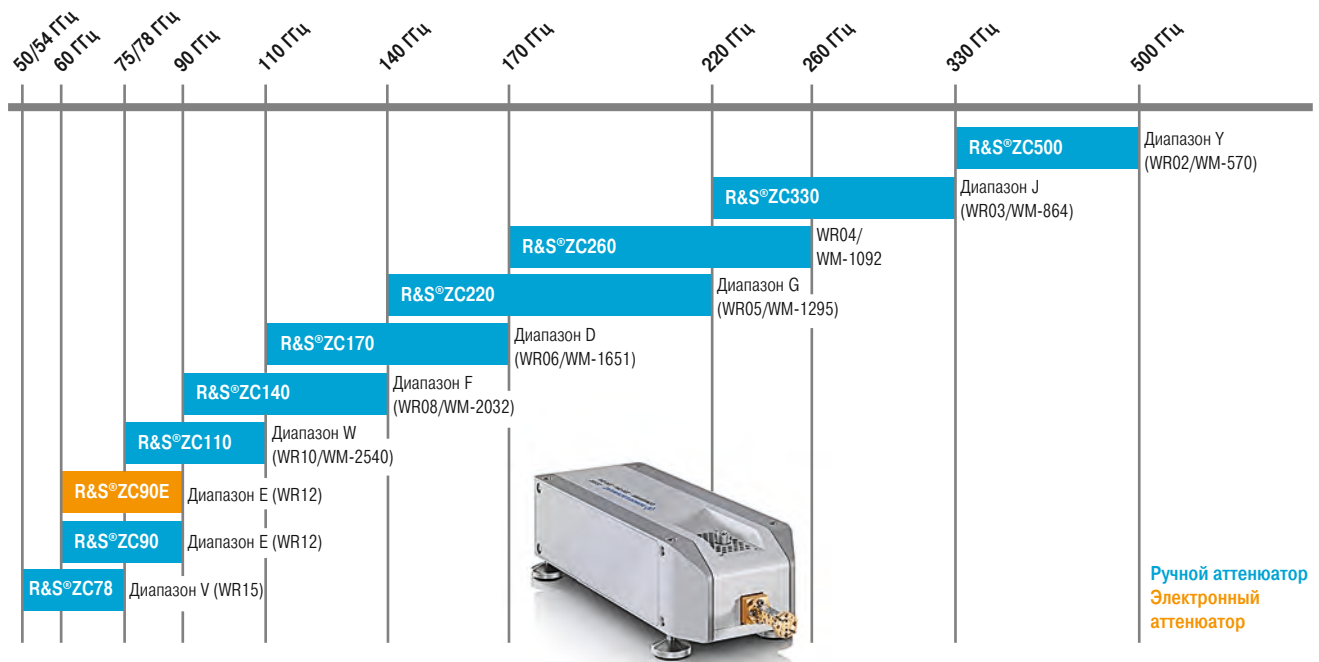 50/54 ГГц
60 ГГц
75/78 ГГц
90 ГГц
110 ГГц
140 ГГц
170 ГГц
220 ГГц
260 ГГц
330 ГГц
500 ГГц
R&S®ZC500
Диапазон Y
(WR02/WM-570)
R&S®ZC330
Диапазон J
(WR03/WM-864)
R&S®ZC260
WR04/
WM-1092
R&S®ZC220
Диапазон G
(WR05/WM-1295)
R&S®ZC170
Диапазон D
(WR06/WM-1651)
R&S®ZC140
Диапазон F
(WR08/WM-2032)
R&S®ZC110
Диапазон W
(WR10/WM-2540)
R&S®ZC90E
Диапазон E (WR12)
R&S®ZC90
Диапазон E (WR12)
R&S®ZC78
Диапазон V (WR15)
Ручной аттенюатор
Электронный
аттенюатор